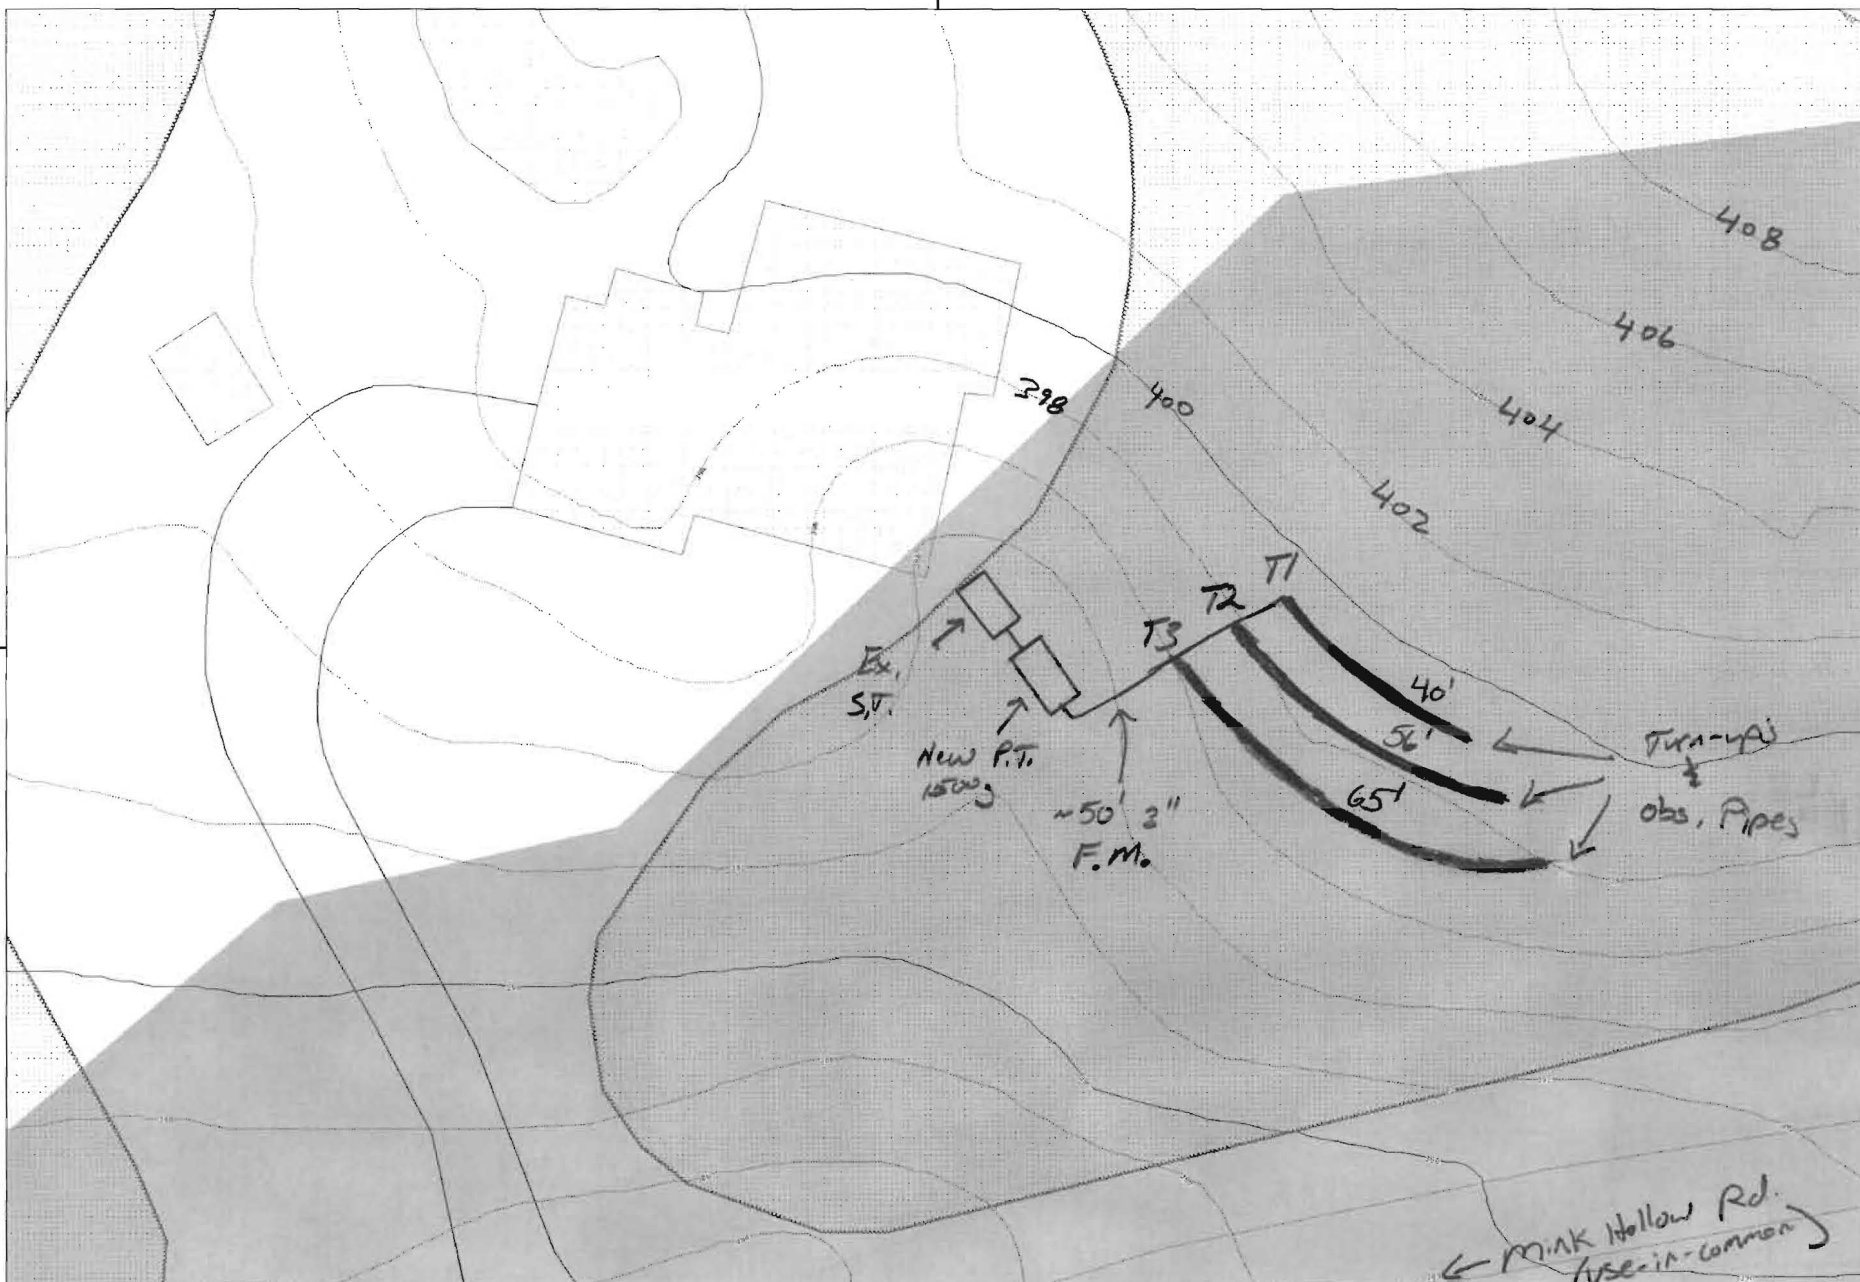 408
406
404
398
400
402
T1
T2
T3
Ex.
S.T.
New P.T.
1500g
~50' 3"
F.M.
40'
56'
65'
Turn-ups
&
obs. Pipes
← Mink Hollow Rd.
(use-in-common)